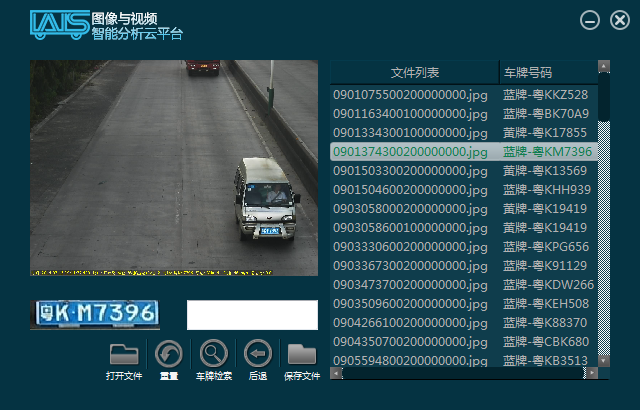 IAIS
图像与视频
智能分析云平台
文件列表 车牌号码
0901075500200000000.jpg 蓝牌-粤KKZ528
0901163400100000000.jpg 蓝牌-粤BK70A9
0901334300100000000.jpg 黄牌-粤K17855
0901374300200000000.jpg 蓝牌-粤KM7396
0901503300200000000.jpg 黄牌-粤K13569
0901504600200000000.jpg 蓝牌-粤KHH939
0903058000200000000.jpg 黄牌-粤K19419
0903058600100000000.jpg 黄牌-粤K19419
0903330600200000000.jpg 蓝牌-粤KPG656
0903367300200000000.jpg 蓝牌-粤K91129
0903473700200000000.jpg 蓝牌-粤KDW266
0903509600200000000.jpg 蓝牌-粤KEH508
0904266100200000000.jpg 蓝牌-粤K88370
0904350700200000000.jpg 蓝牌-粤CBK680
0905594800200000000.jpg 蓝牌-粤KB3513
粤K·M7396
打开文件 重置 车牌检索 后退 保存文件